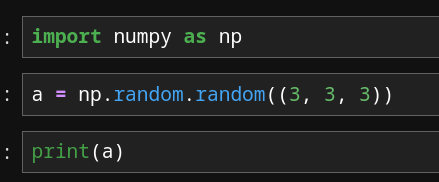 : import numpy as np
: a = np.random.random((3, 3, 3))
: print(a)